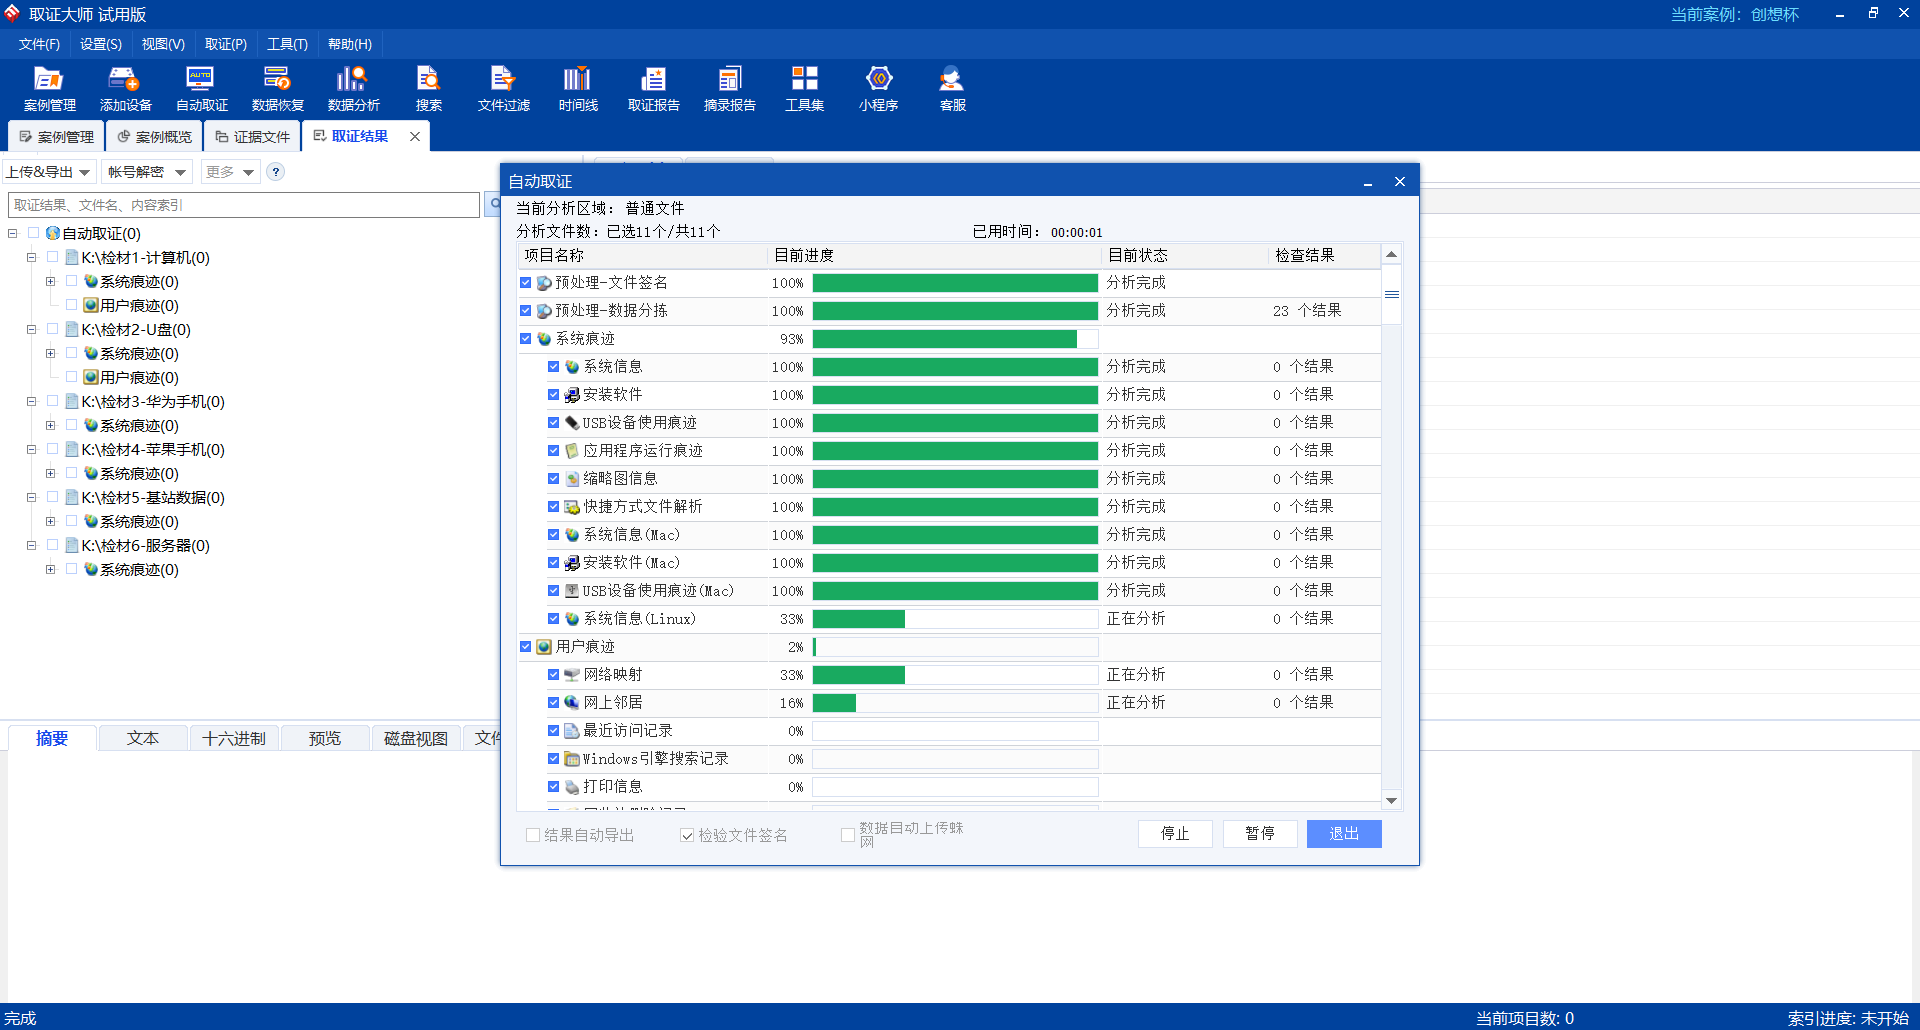 取证大师 试用版
当前案例：创想杯
文件(F) 设置(S) 视图(V) 取证(P) 工具(T) 帮助(H)
案例管理 添加设备 自动取证 数据恢复 数据分析 搜索 文件过滤 时间线 取证报告 摘录报告 工具集 小程序 客服
AUTO
案例管理 案例概览 证据文件 取证结果
上传&导出 帐号解密 更多 ?
取证结果、文件名、内容索引
自动取证(0)
K:\检材1-计算机(0)
系统痕迹(0)
用户痕迹(0)
K:\检材2-U盘(0)
系统痕迹(0)
用户痕迹(0)
K:\检材3-华为手机(0)
系统痕迹(0)
K:\检材4-苹果手机(0)
系统痕迹(0)
K:\检材5-基站数据(0)
系统痕迹(0)
K:\检材6-服务器(0)
系统痕迹(0)
摘要 文本 十六进制 预览 磁盘视图 文件
自动取证
当前分析区域： 普通文件
分析文件数：已选11个/共11个 已用时间： 00:00:01
项目名称 目前进度 目前状态 检查结果
预处理-文件签名 100% 分析完成
预处理-数据分拣 100% 分析完成 23 个结果
系统痕迹 93%
系统信息 100% 分析完成 0 个结果
安装软件 100% 分析完成 0 个结果
USB设备使用痕迹 100% 分析完成 0 个结果
应用程序运行痕迹 100% 分析完成 0 个结果
缩略图信息 100% 分析完成 0 个结果
快捷方式文件解析 100% 分析完成 0 个结果
系统信息(Mac) 100% 分析完成 0 个结果
安装软件(Mac) 100% 分析完成 0 个结果
USB设备使用痕迹(Mac) 100% 分析完成 0 个结果
系统信息(Linux) 33% 正在分析 0 个结果
用户痕迹 2%
网络映射 33% 正在分析 0 个结果
网上邻居 16% 正在分析 0 个结果
最近访问记录 0%
Windows引擎搜索记录 0%
打印信息 0%
结果自动导出 检验文件签名 数据自动上传蛛
网
停止 暂停 退出
完成 当前项目数: 0 索引进度: 未开始